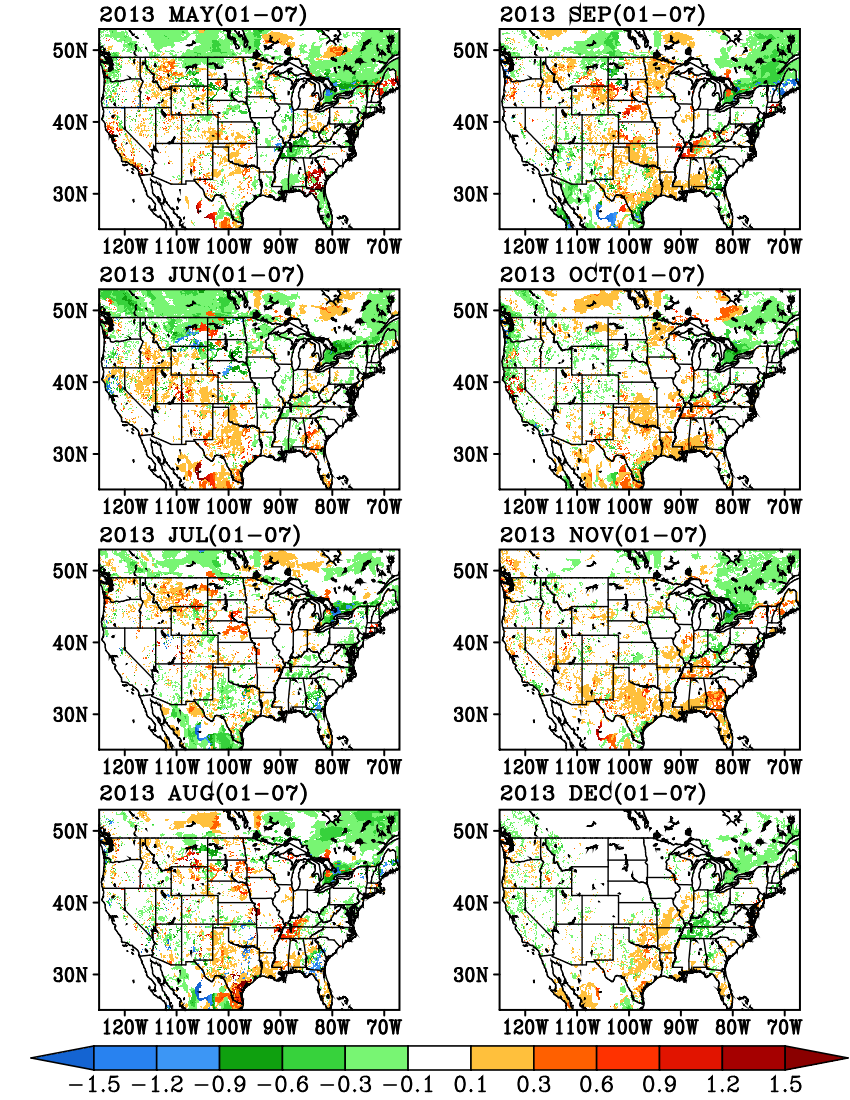 2013 MAY(01−07)
2013 SEP(01−07)
50N
40N
30N
120W 110W 100W 90W 80W 70W
50N
40N
30N
120W 110W 100W 90W 80W 70W
2013 JUN(01−07)
2013 OCT(01−07)
50N
40N
30N
120W 110W 100W 90W 80W 70W
50N
40N
30N
120W 110W 100W 90W 80W 70W
2013 JUL(01−07)
2013 NOV(01−07)
50N
40N
30N
120W 110W 100W 90W 80W 70W
50N
40N
30N
120W 110W 100W 90W 80W 70W
2013 AUG(01−07)
2013 DEC(01−07)
50N
40N
30N
120W 110W 100W 90W 80W 70W
50N
40N
30N
120W 110W 100W 90W 80W 70W
−1.5 −1.2 −0.9 −0.6 −0.3 −0.1 0.1 0.3 0.6 0.9 1.2 1.5